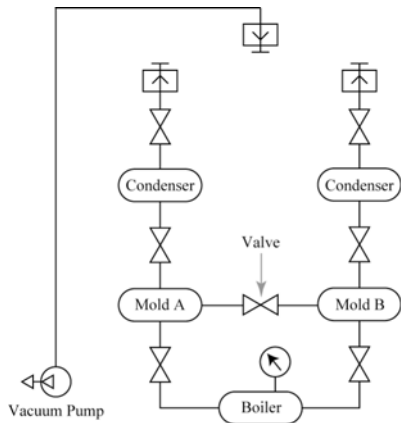 Condenser
Condenser
Valve
Mold A
Mold B
Vacuum Pump
Boiler